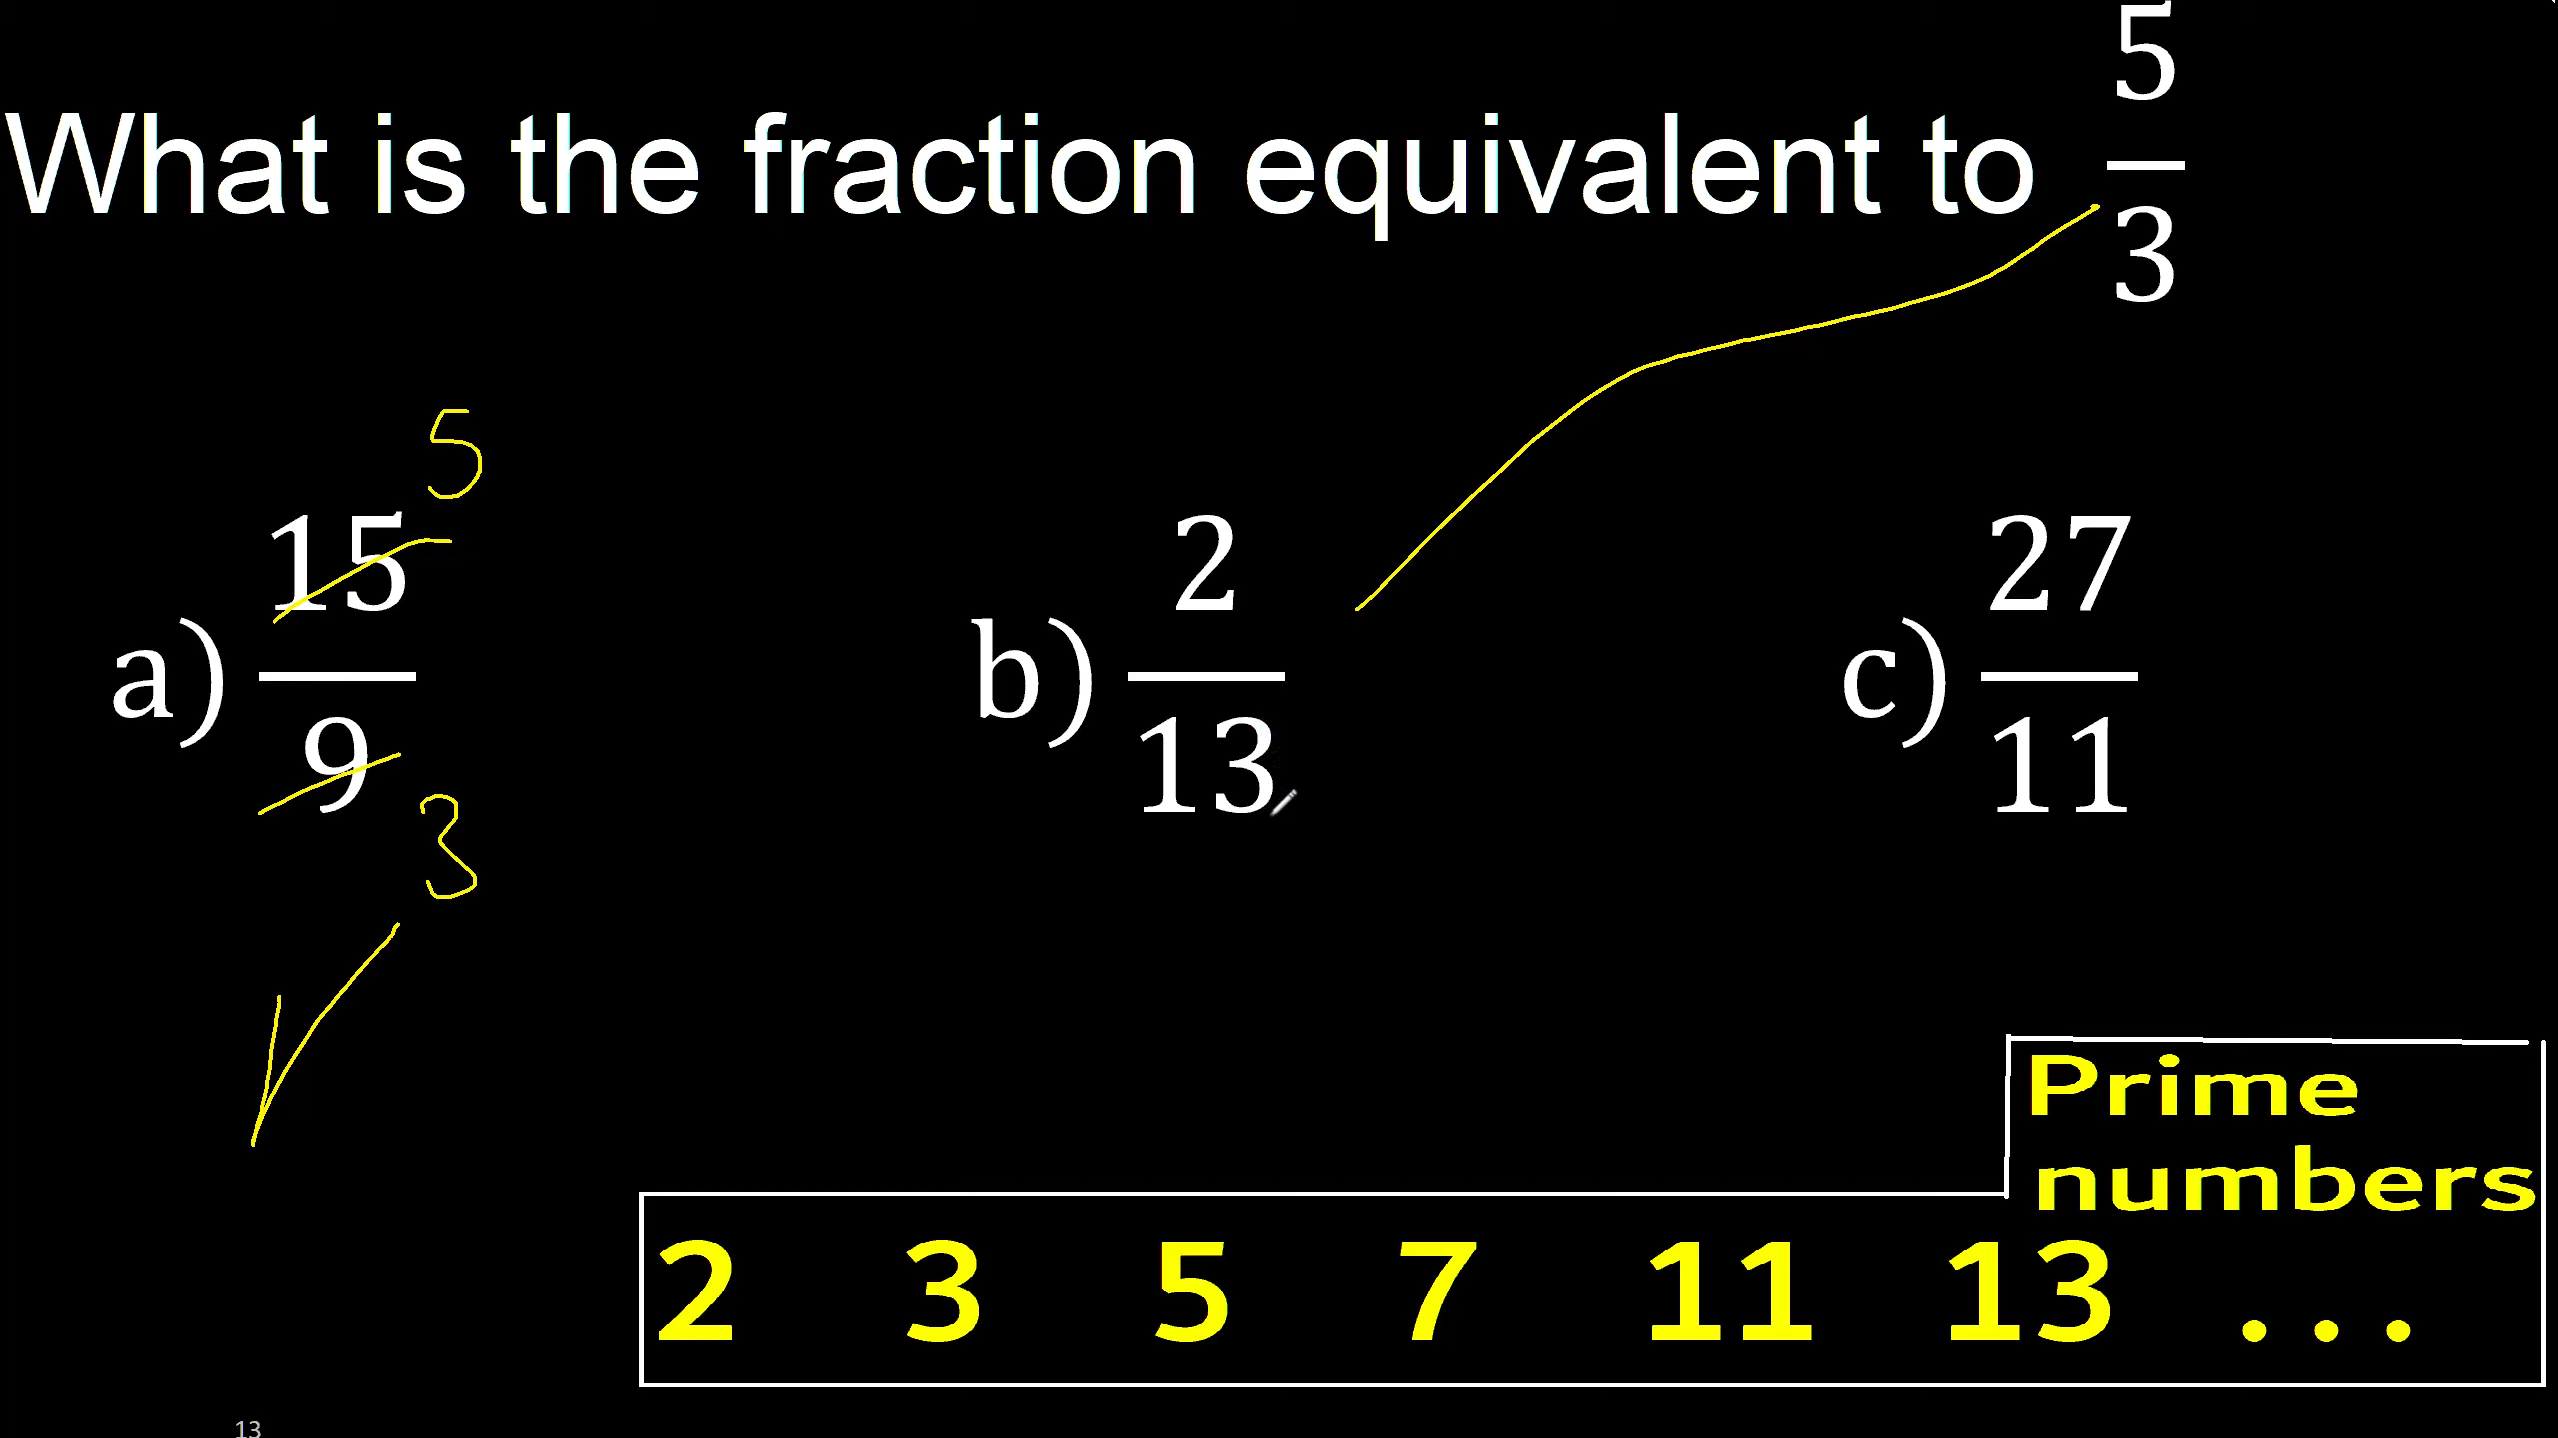 What is the fraction equivalent to 5/3
5
a) 15/9
3
b) 2/13
c) 27/11
Prime
numbers
2 3 5 7 11 13 ...
13